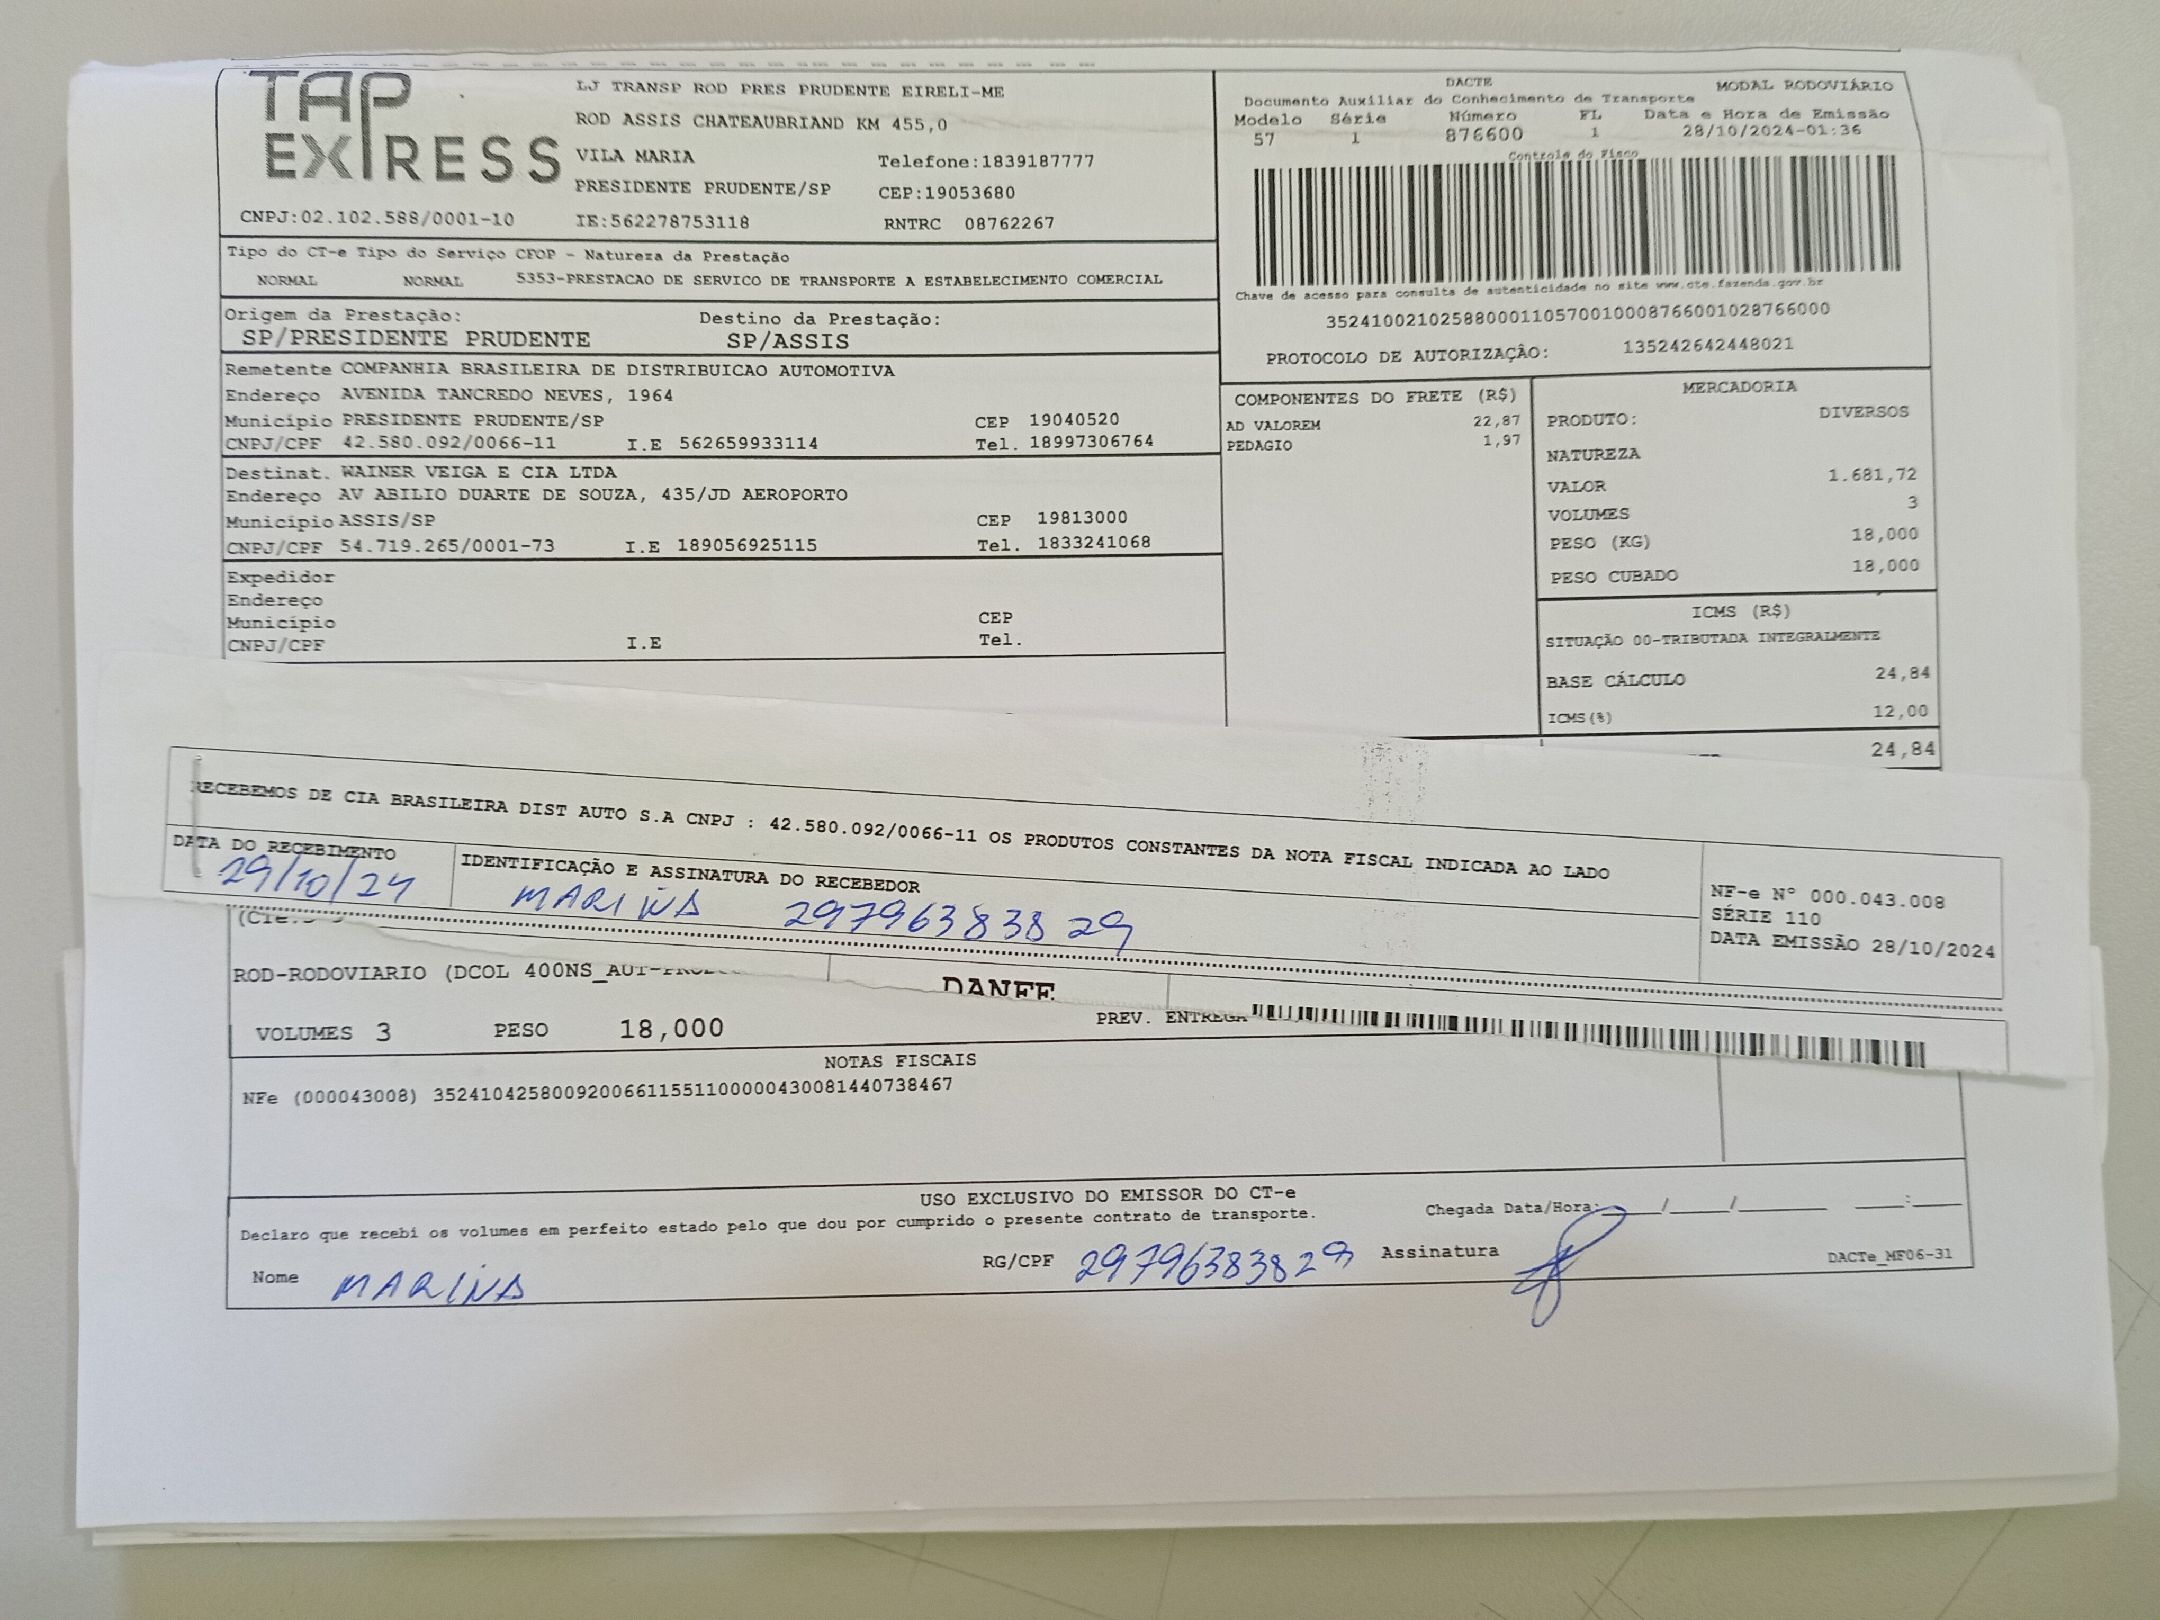 TAP EXPRESS
LJ TRANSP ROD PRES PRUDENTE EIRELI-ME
ROD ASSIS CHATEAUBRIAND KM 455,0
VILA MARIA Telefone:1839187777
PRESIDENTE PRUDENTE/SP CEP:19053680
CNPJ:02.102.588/0001-10 IE:562278753118 RNTRC 08762267
DACTE MODAL RODOVIÁRIO
Documento Auxiliar do Conhecimento de Transporte
Modelo Série Número FL Data e Hora de Emissão
57 1 876600 1 28/10/2024-01:36
Controle do Fisco
Chave de acesso para consulta de autenticidade no site www.cte.fazenda.gov.br
35241002102588000110570010008766001028766000
PROTOCOLO DE AUTORIZAÇÃO: 135242642448021
Tipo do CT-e Tipo do Serviço CFOP - Natureza da Prestação
NORMAL NORMAL 5353-PRESTACAO DE SERVICO DE TRANSPORTE A ESTABELECIMENTO COMERCIAL
Origem da Prestação: Destino da Prestação:
SP/PRESIDENTE PRUDENTE SP/ASSIS
Remetente COMPANHIA BRASILEIRA DE DISTRIBUICAO AUTOMOTIVA
Endereço AVENIDA TANCREDO NEVES, 1964
Município PRESIDENTE PRUDENTE/SP CEP 19040520
CNPJ/CPF 42.580.092/0066-11 I.E 562659933114 Tel. 18997306764
Destinat. WAINER VEIGA E CIA LTDA
Endereço AV ABILIO DUARTE DE SOUZA, 435/JD AEROPORTO
Município ASSIS/SP CEP 19813000
CNPJ/CPF 54.719.265/0001-73 I.E 189056925115 Tel. 1833241068
Expedidor
Endereço
Município CEP
CNPJ/CPF I.E Tel.
COMPONENTES DO FRETE (R$)
AD VALOREM 22,87
PEDAGIO 1,97
MERCADORIA
PRODUTO: DIVERSOS
NATUREZA
VALOR 1.681,72
VOLUMES 3
PESO (KG) 18,000
PESO CUBADO 18,000
ICMS (R$)
SITUAÇÃO 00-TRIBUTADA INTEGRALMENTE
BASE CÁLCULO 24,84
ICMS(%) 12,00
24,84
RECEBEMOS DE CIA BRASILEIRA DIST AUTO S.A CNPJ : 42.580.092/0066-11 OS PRODUTOS CONSTANTES DA NOTA FISCAL INDICADA AO LADO
DATA DO RECEBIMENTO IDENTIFICAÇÃO E ASSINATURA DO RECEBEDOR
29/10/24 MARINA 29796383829
NF-e Nº 000.043.008
SÉRIE 110
DATA EMISSÃO 28/10/2024
ROD-RODOVIARIO (DCOL 400NS_AUT-
DANFE
VOLUMES 3 PESO 18,000 PREV. ENTREGA
NOTAS FISCAIS
NFe (000043008) 35241042580092006611551100000430081440738467
USO EXCLUSIVO DO EMISSOR DO CT-e
Declaro que recebi os volumes em perfeito estado pelo que dou por cumprido o presente contrato de transporte.
Chegada Data/Hora:____/____/______ ____:____
Nome MARINA RG/CPF 29796383829 Assinatura
DACTe_MF06-31